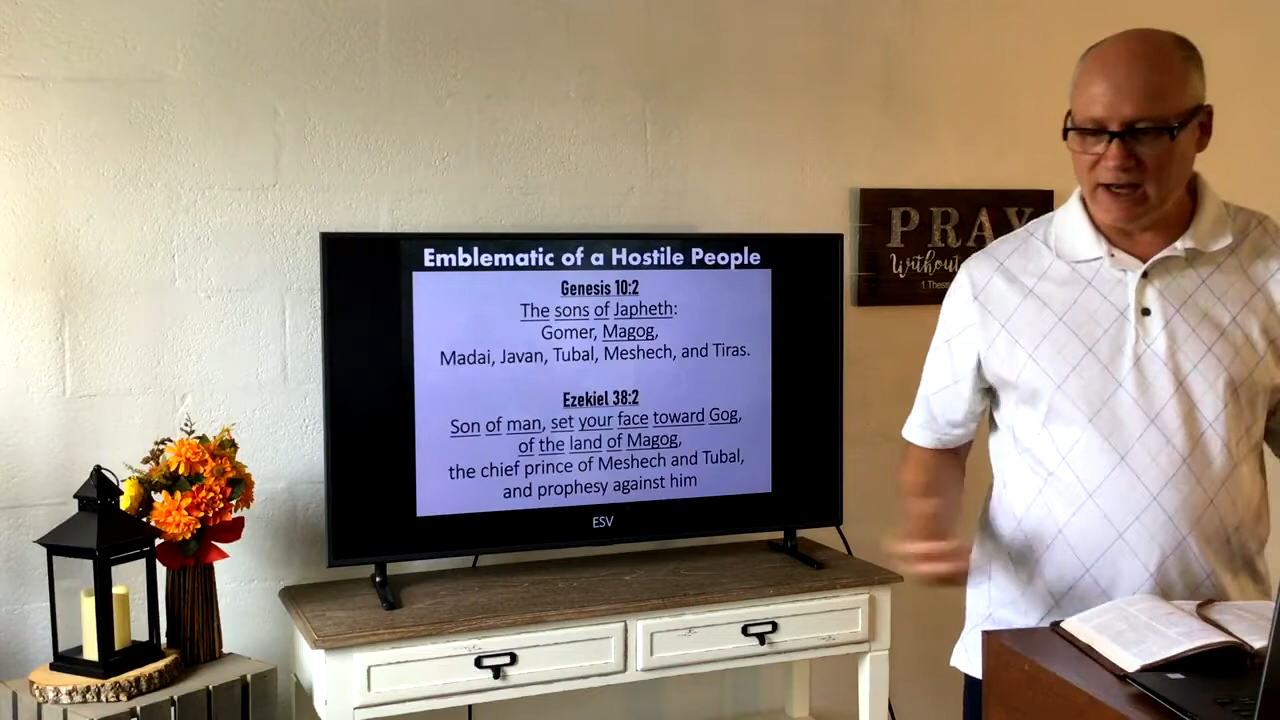 Emblematic of a Hostile People
Genesis 10:2
The sons of Japheth:
Gomer, Magog,
Madai, Javan, Tubal, Meshech, and Tiras.
Ezekiel 38:2
Son of man, set your face toward Gog,
of the land of Magog,
the chief prince of Meshech and Tubal,
and prophesy against him
ESV
PRAY
Without
1 Thess